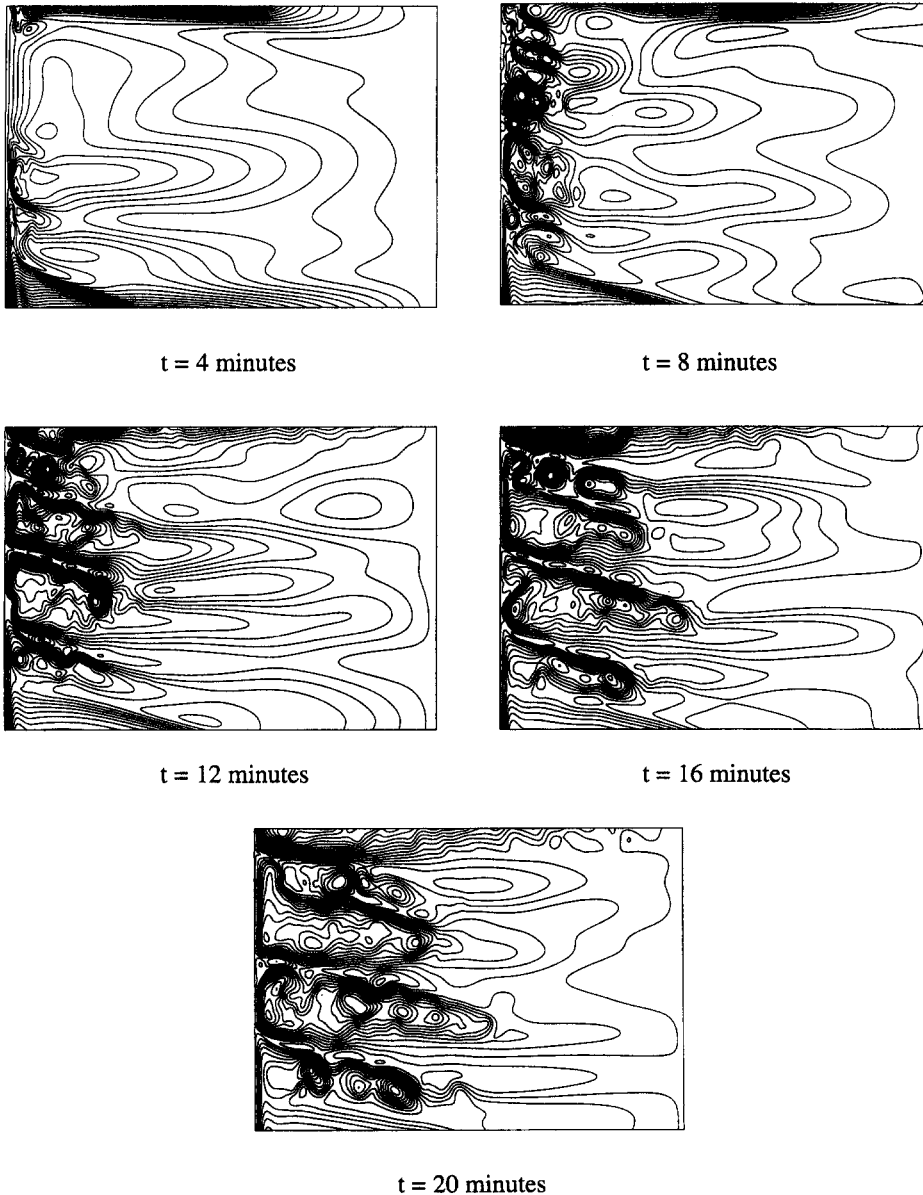 t = 4 minutes
t = 8 minutes
t = 12 minutes
t = 16 minutes
t = 20 minutes